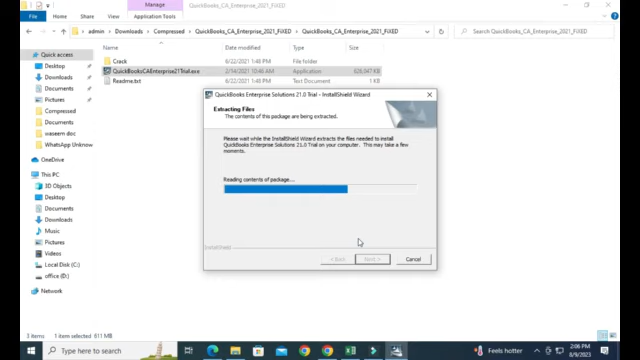 Manage
QuickBooks_CA_Enterprise_2021_FiXED
File
Home
Share
View
Application Tools
admin
Downloads
Compressed
QuickBooks_CA_Enterprise_2021_FiXED
QuickBooks_CA_Enterprise_2021_FiXED
Search QuickBooks_CA_Enterprise_2021_FiXED
Name
Date modified
Type
Size
Quick access
Desktop
Downloads
Documents
Pictures
Compressed
Documents
waseem doc
WhatsApp Unknow
OneDrive
This PC
3D Objects
Desktop
Documents
Downloads
Music
Pictures
Videos
Local Disk (C:)
office (D:)
Network
Crack
6/22/2021 1:48 PM
File folder
QuickBooksCAEnterprise21Trial.exe
2/14/2021 10:46 AM
Application
Readme.txt
6/22/2021 1:48 PM
Text Document
1 KB
QuickBooks Enterprise Solutions 21.0 Trial - InstallShield Wizard
Extracting Files
The contents of this package are being extracted.
Please wait while the InstallShield Wizard extracts the files needed to install
QuickBooks Enterprise Solutions 21.0 Trial on your computer. This may take a few
moments.
Reading contents of package...
InstallShield
< Back
Next >
Cancel
3 items
1 item selected
611 MB
Type here to search
Feels hotter
2:06 PM
8/9/2023